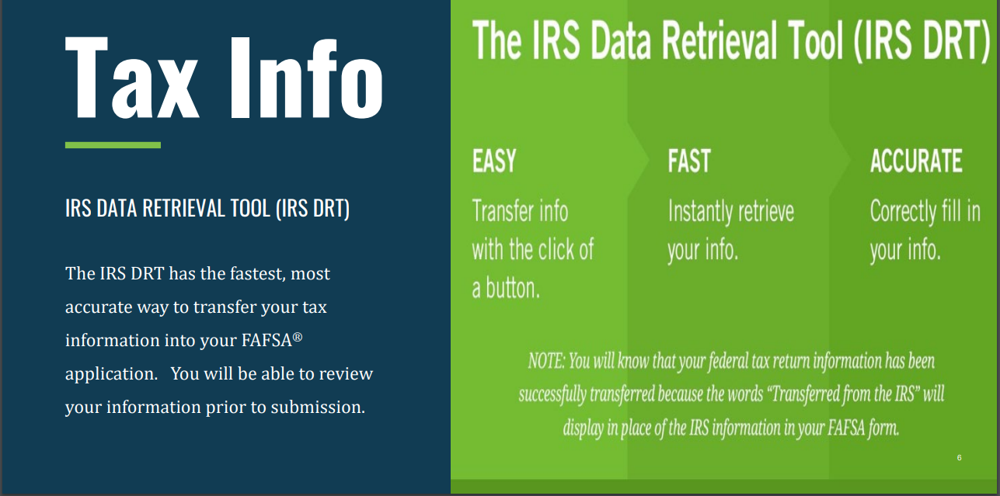 Tax Info
IRS DATA RETRIEVAL TOOL (IRS DRT)
The IRS DRT has the fastest, most
accurate way to transfer your tax
information into your FAFSA®
application.   You will be able to review
your information prior to submission.
The IRS Data Retrieval Tool (IRS DRT)
EASY
Transfer info
with the click of
a button.
FAST
Instantly retrieve
your info.
ACCURATE
Correctly fill in
your info.
NOTE: You will know that your federal tax return information has been
successfully transferred because the words “Transferred from the IRS” will
display in place of the IRS information in your FAFSA form.
6